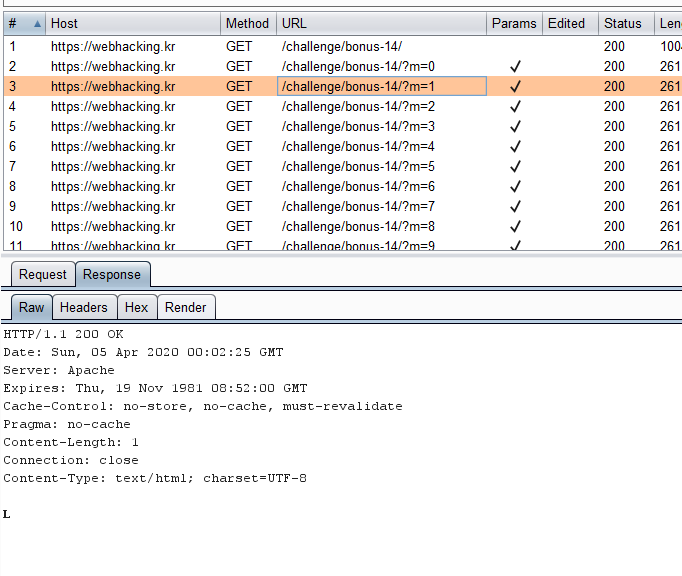 # Host Method URL Params Edited Status Len
1 https://webhacking.kr GET /challenge/bonus-14/ 200 100
2 https://webhacking.kr GET /challenge/bonus-14/?m=0 ✓ 200 261
3 https://webhacking.kr GET /challenge/bonus-14/?m=1 ✓ 200 261
4 https://webhacking.kr GET /challenge/bonus-14/?m=2 ✓ 200 261
5 https://webhacking.kr GET /challenge/bonus-14/?m=3 ✓ 200 261
6 https://webhacking.kr GET /challenge/bonus-14/?m=4 ✓ 200 261
7 https://webhacking.kr GET /challenge/bonus-14/?m=5 ✓ 200 261
8 https://webhacking.kr GET /challenge/bonus-14/?m=6 ✓ 200 261
9 https://webhacking.kr GET /challenge/bonus-14/?m=7 ✓ 200 261
10 https://webhacking.kr GET /challenge/bonus-14/?m=8 ✓ 200 261
11 https://webhacking.kr GET /challenge/bonus-14/?m=9 ✓ 200 261
Request Response
Raw Headers Hex Render
HTTP/1.1 200 OK
Date: Sun, 05 Apr 2020 00:02:25 GMT
Server: Apache
Expires: Thu, 19 Nov 1981 08:52:00 GMT
Cache-Control: no-store, no-cache, must-revalidate
Pragma: no-cache
Content-Length: 1
Connection: close
Content-Type: text/html; charset=UTF-8
L